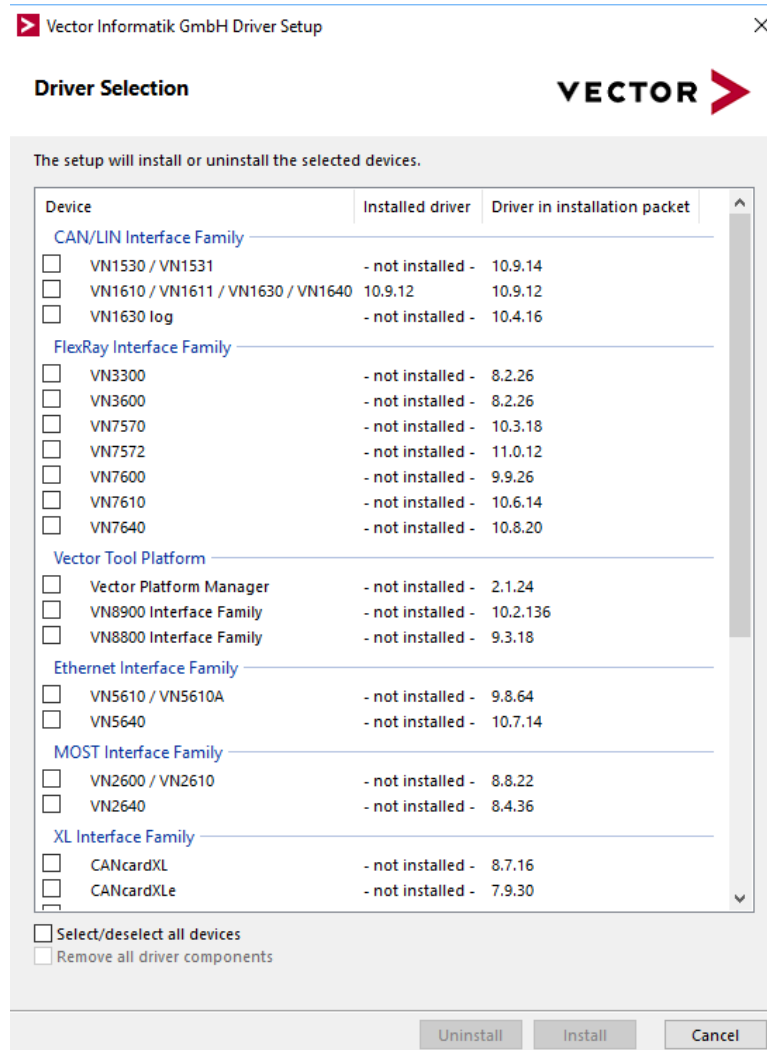 Vector Informatik GmbH Driver Setup
Driver Selection
VECTOR
The setup will install or uninstall the selected devices.
Device Installed driver Driver in installation packet
CAN/LIN Interface Family
VN1530 / VN1531 - not installed - 10.9.14
VN1610 / VN1611 / VN1630 / VN1640 10.9.12 10.9.12
VN1630 log - not installed - 10.4.16
FlexRay Interface Family
VN3300 - not installed - 8.2.26
VN3600 - not installed - 8.2.26
VN7570 - not installed - 10.3.18
VN7572 - not installed - 11.0.12
VN7600 - not installed - 9.9.26
VN7610 - not installed - 10.6.14
VN7640 - not installed - 10.8.20
Vector Tool Platform
Vector Platform Manager - not installed - 2.1.24
VN8900 Interface Family - not installed - 10.2.136
VN8800 Interface Family - not installed - 9.3.18
Ethernet Interface Family
VN5610 / VN5610A - not installed - 9.8.64
VN5640 - not installed - 10.7.14
MOST Interface Family
VN2600 / VN2610 - not installed - 8.8.22
VN2640 - not installed - 8.4.36
XL Interface Family
CANcardXL - not installed - 8.7.16
CANcardXLe - not installed - 7.9.30
Select/deselect all devices
Remove all driver components
Uninstall Install Cancel